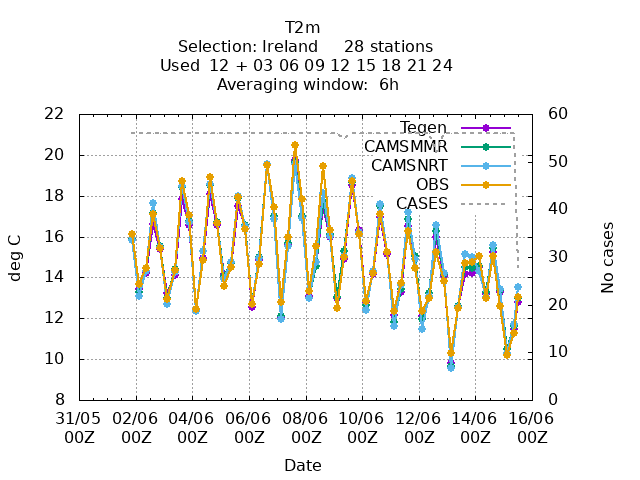 T2m
Selection: Ireland 28 stations
Used 12 + 03 06 09 12 15 18 21 24
Averaging window: 6h
22 60
Tegen
CAMSMMR
CAMSNRT
OBS
CASES
20 50
18 40
16 30
14 20
12 10
10 0
8
deg C
No cases
31/05 02/06 04/06 06/06 08/06 10/06 12/06 14/06 16/06
00Z 00Z 00Z 00Z 00Z 00Z 00Z 00Z 00Z
Date